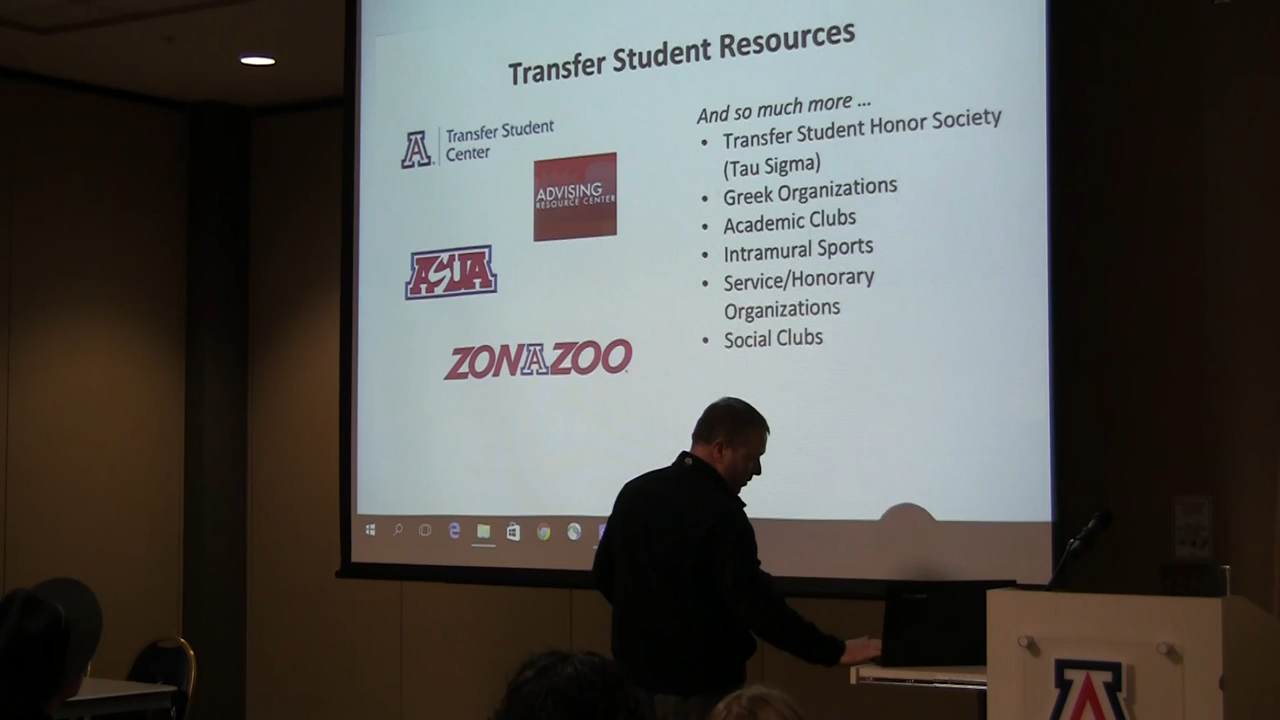 Transfer Student Resources
A Transfer Student
Center
ADVISING
RESOURCE CENTER
ASUA
ZONAZOO
And so much more ...
• Transfer Student Honor Society
(Tau Sigma)
• Greek Organizations
• Academic Clubs
• Intramural Sports
• Service/Honorary
Organizations
• Social Clubs
A